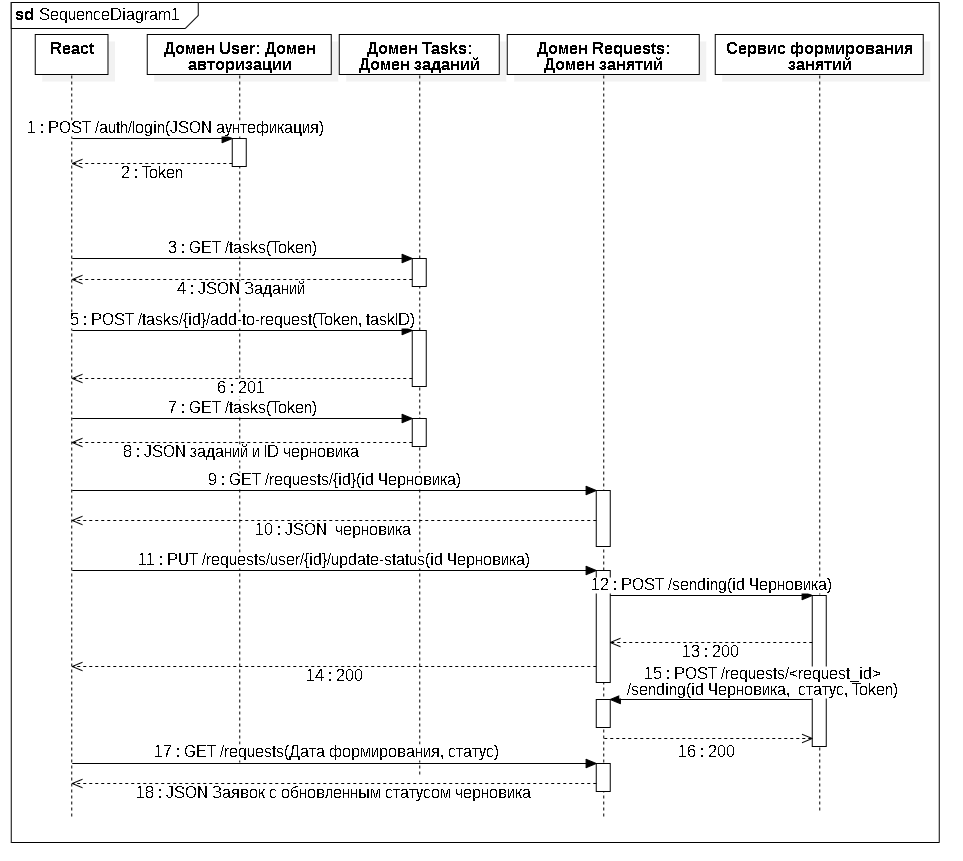 sd SequenceDiagram1
React
Домен User: Домен
авторизации
Домен Tasks:
Домен заданий
Домен Requests:
Домен занятий
Сервис формирования
занятий
1 : POST /auth/login(JSON аунтефикация)
2 : Token
3 : GET /tasks(Token)
4 : JSON Заданий
5 : POST /tasks/{id}/add-to-request(Token, taskID)
6 : 201
7 : GET /tasks(Token)
8 : JSON заданий и ID черновика
9 : GET /requests/{id}(id Черновика)
10 : JSON черновика
11 : PUT /requests/user/{id}/update-status(id Черновика)
12 : POST /sending(id Черновика)
13 : 200
14 : 200
15 : POST /requests/<request_id>
/sending(id Черновика, статус, Token)
16 : 200
17 : GET /requests(Дата формирования, статус)
18 : JSON Заявок с обновленным статусом черновика